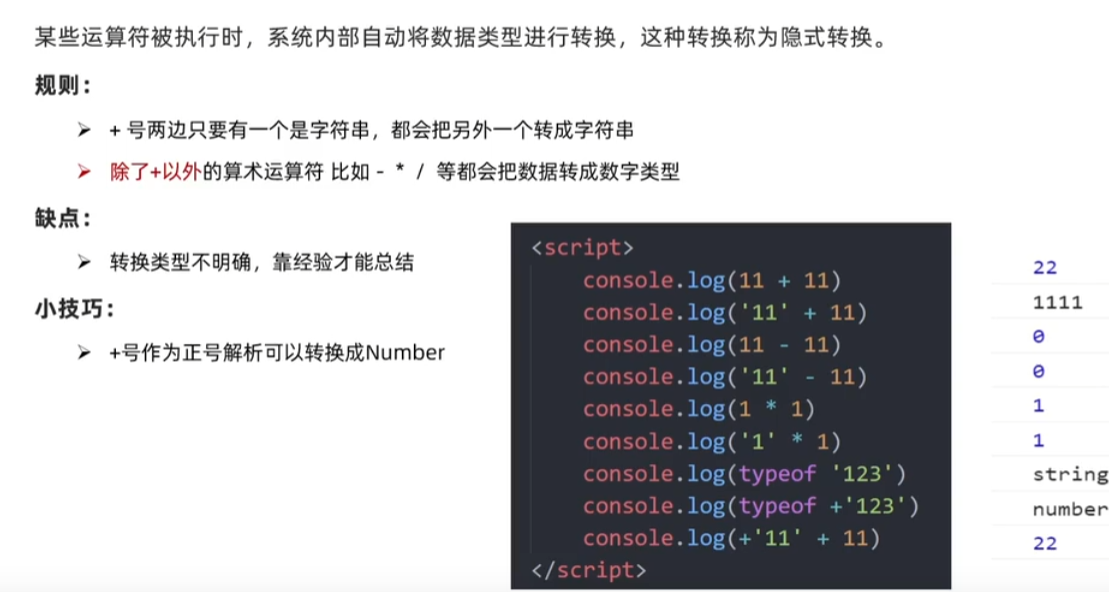 某些运算符被执行时，系统内部自动将数据类型进行转换，这种转换称为隐式转换。
规则：
➢ + 号两边只要有一个是字符串，都会把另外一个转成字符串
➢ 除了+以外的算术运算符 比如 - * / 等都会把数据转成数字类型
缺点：
➢ 转换类型不明确，靠经验才能总结
小技巧：
➢ +号作为正号解析可以转换成Number
<script>
console.log(11 + 11)
console.log('11' + 11)
console.log(11 - 11)
console.log('11' - 11)
console.log(1 * 1)
console.log('1' * 1)
console.log(typeof '123')
console.log(typeof +'123')
console.log(+'11' + 11)
</script>
22
1111
0
0
1
1
string
number
22